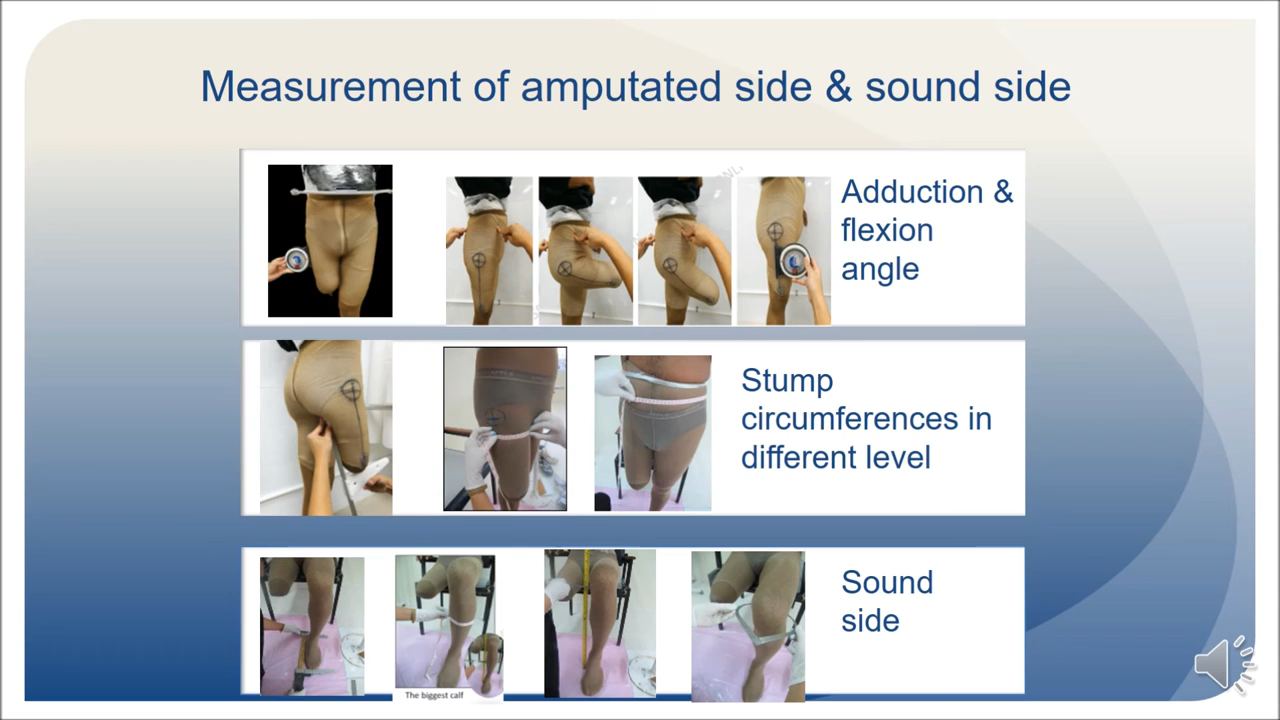 Measurement of amputated side & sound side
Adduction &
flexion
angle
Stump
circumferences in
different level
Sound
side
The biggest calf